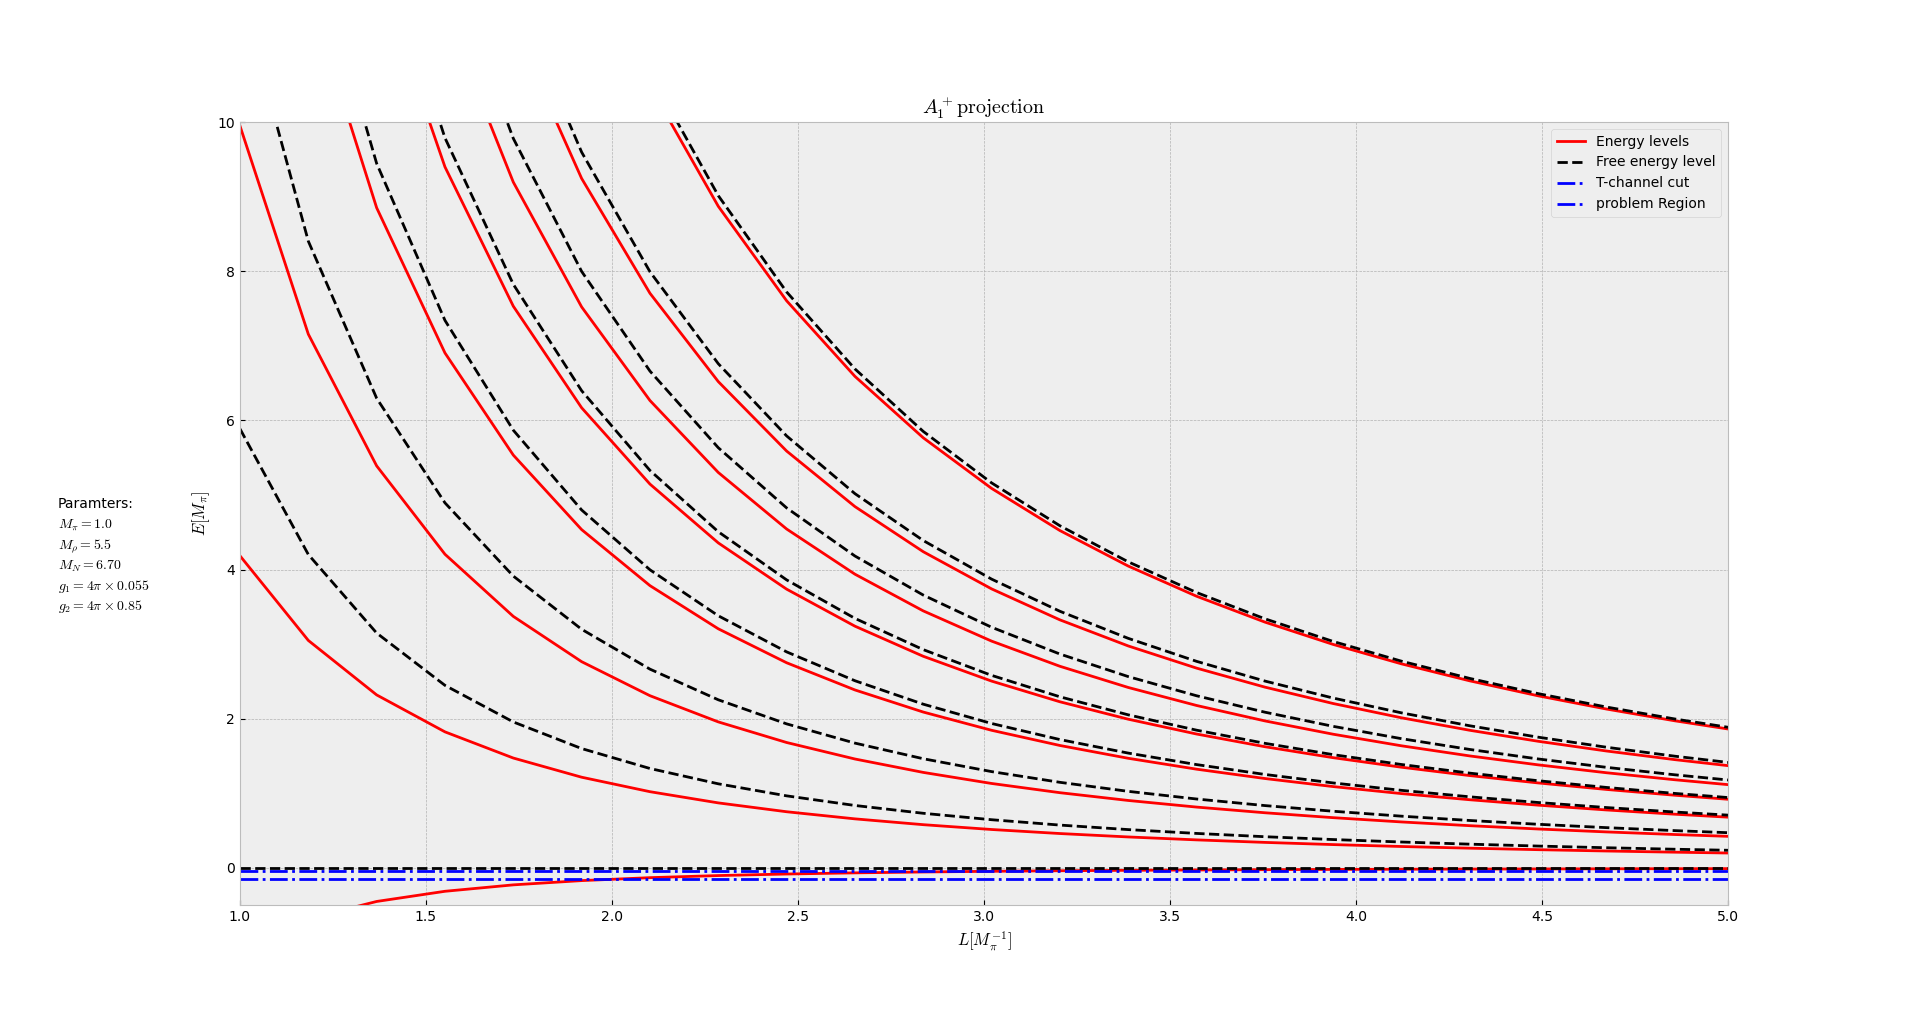 A₁⁺ projection
10
8
6
4
2
0
E[Mπ]
1.0
1.5
2.0
2.5
3.0
3.5
4.0
4.5
5.0
L[Mπ⁻¹]
Energy levels
Free energy level
T-channel cut
problem Region
Paramters:
Mπ = 1.0
Mρ = 5.5
M_N = 6.70
g₁ = 4π × 0.055
g₂ = 4π × 0.85